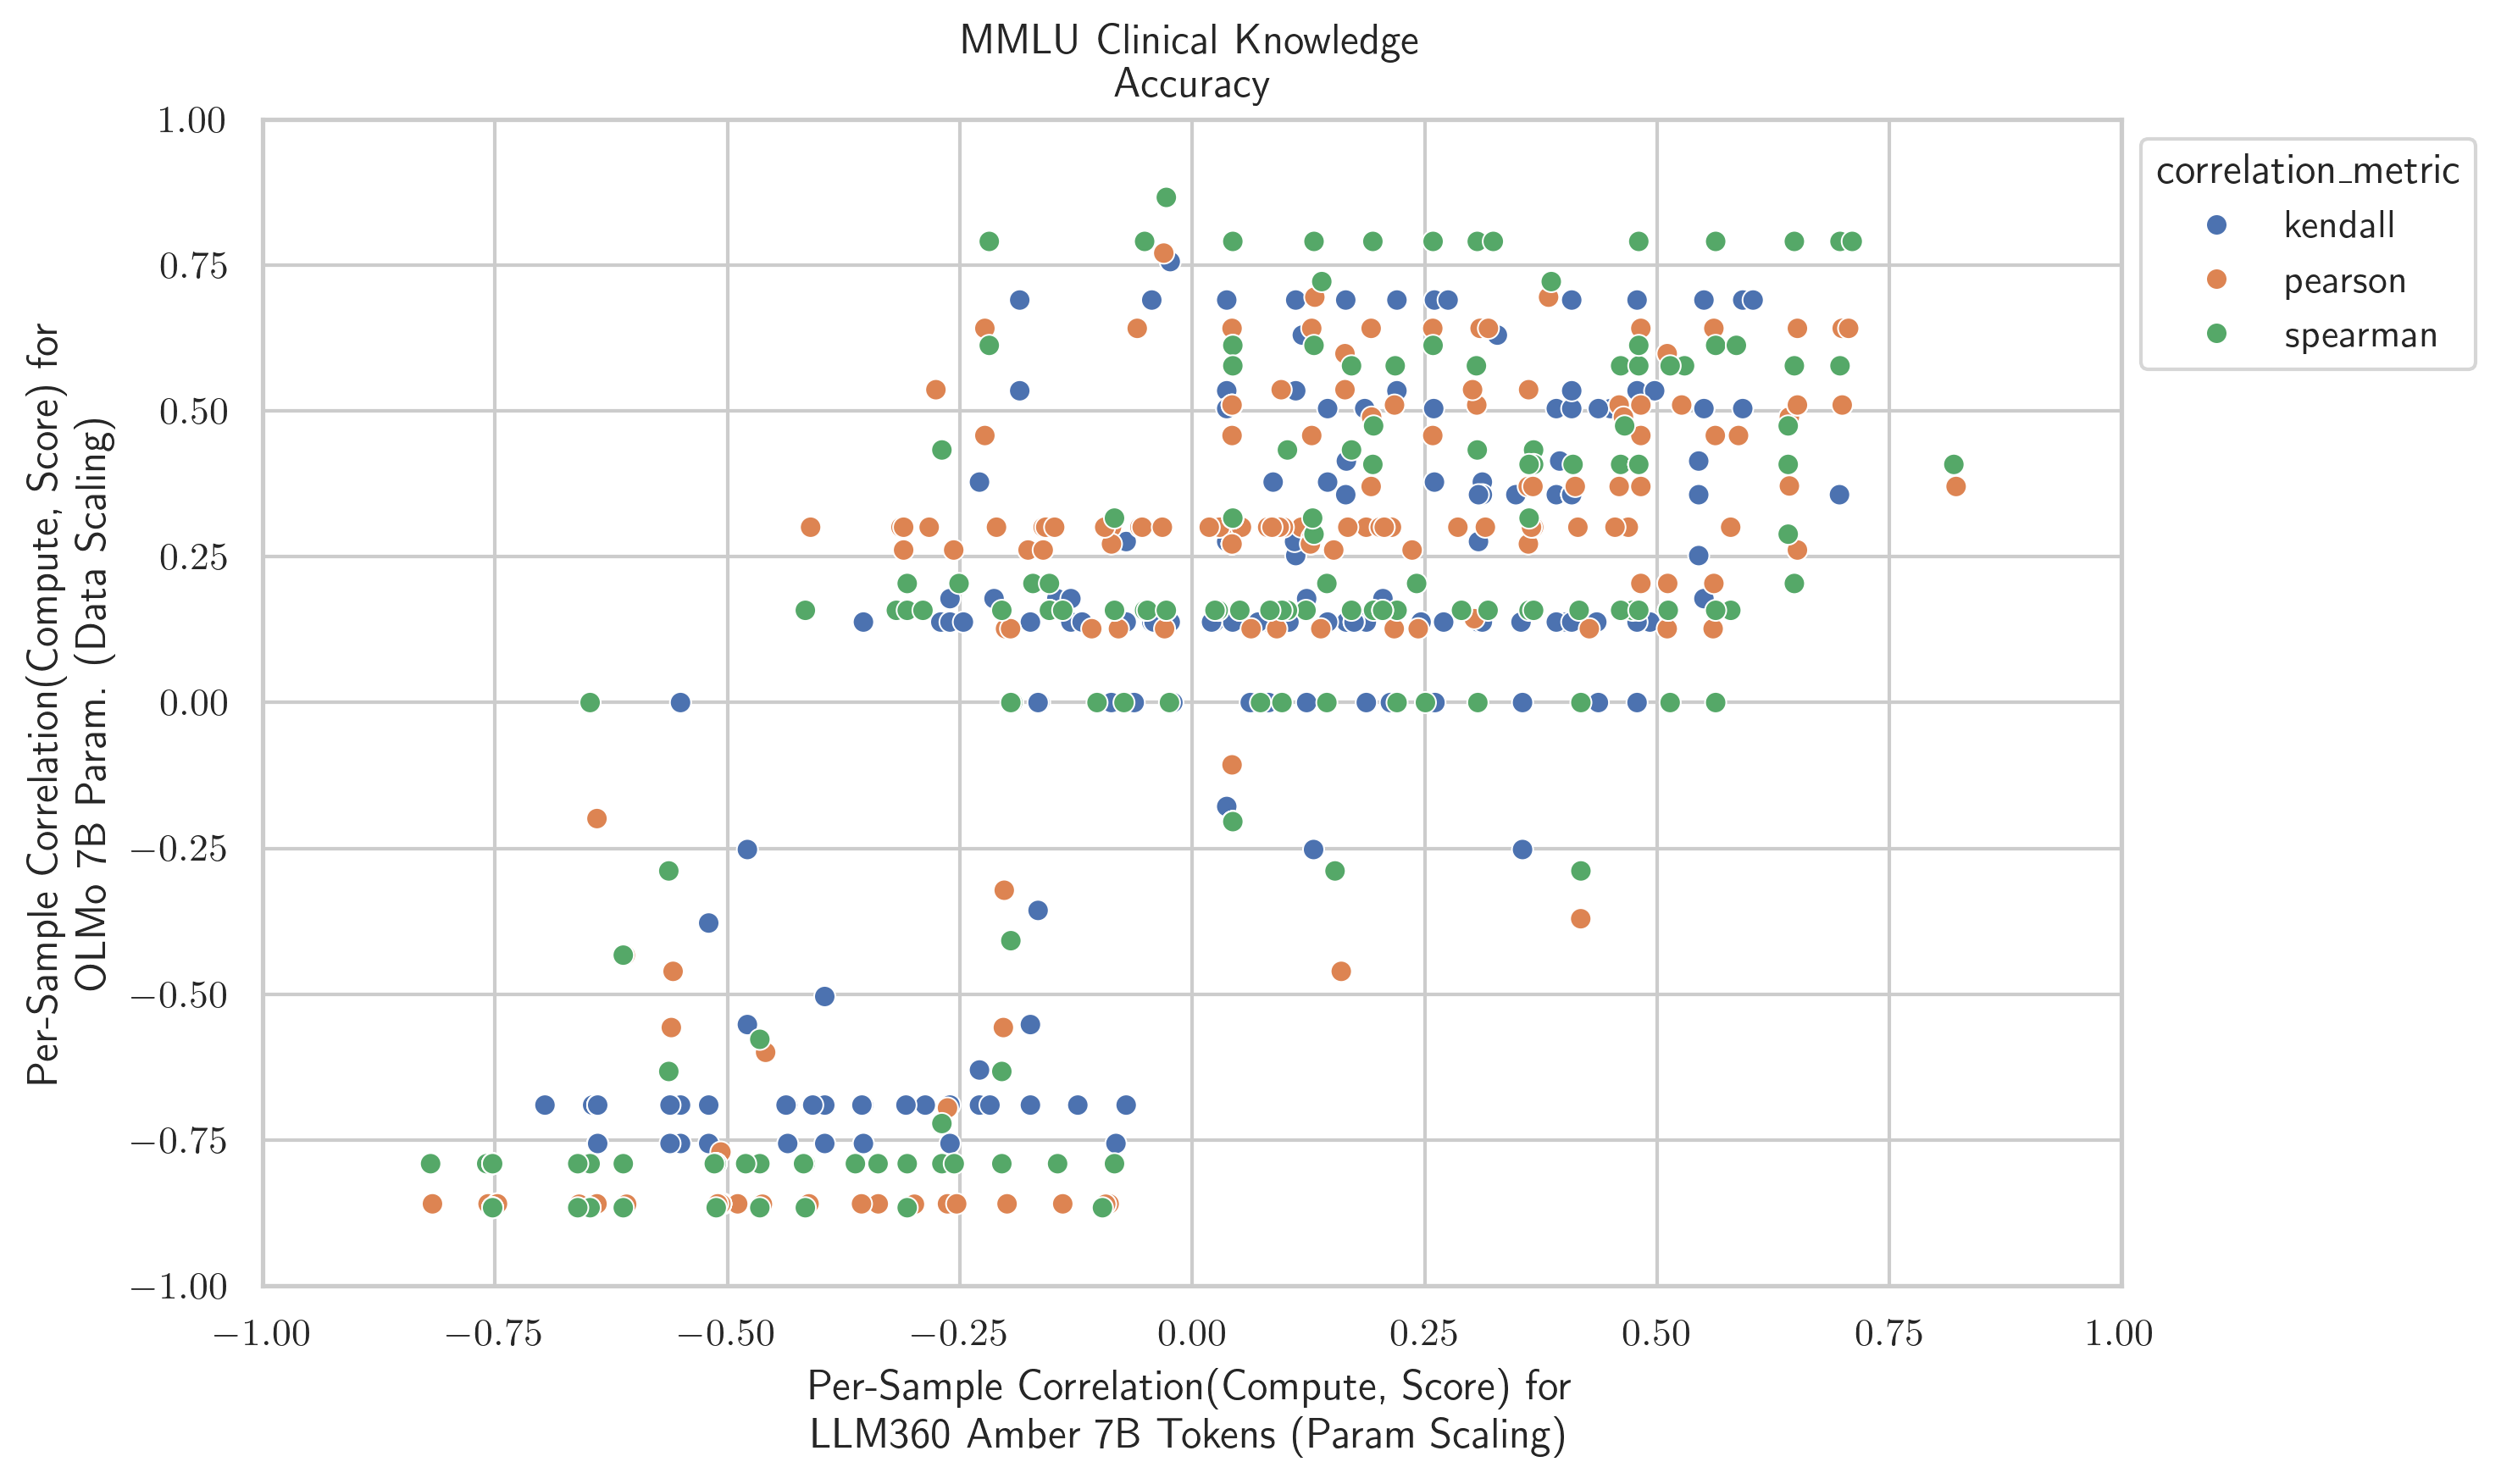 MMLU Clinical Knowledge
Accuracy
1.00
0.75
0.50
0.25
0.00
−0.25
−0.50
−0.75
−1.00
Per-Sample Correlation(Compute, Score) for
OLMo 7B Param. (Data Scaling)
−1.00 −0.75 −0.50 −0.25 0.00 0.25 0.50 0.75 1.00
Per-Sample Correlation(Compute, Score) for
LLM360 Amber 7B Tokens (Param Scaling)
correlation_metric
kendall
pearson
spearman